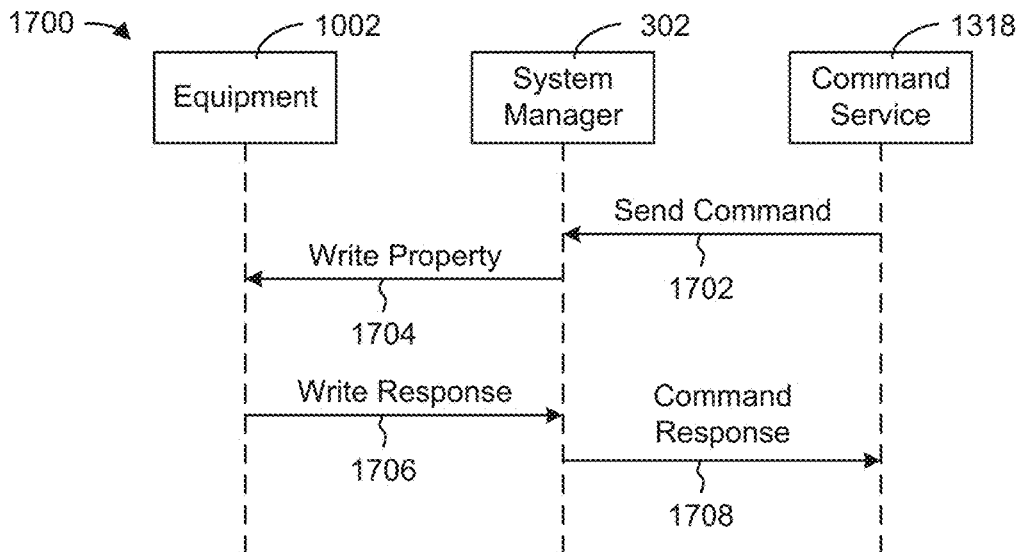 1700
1002
302
1318
Equipment
System
Manager
Command
Service
Send Command
1702
Write Property
1704
Write Response
1706
Command
Response
1708